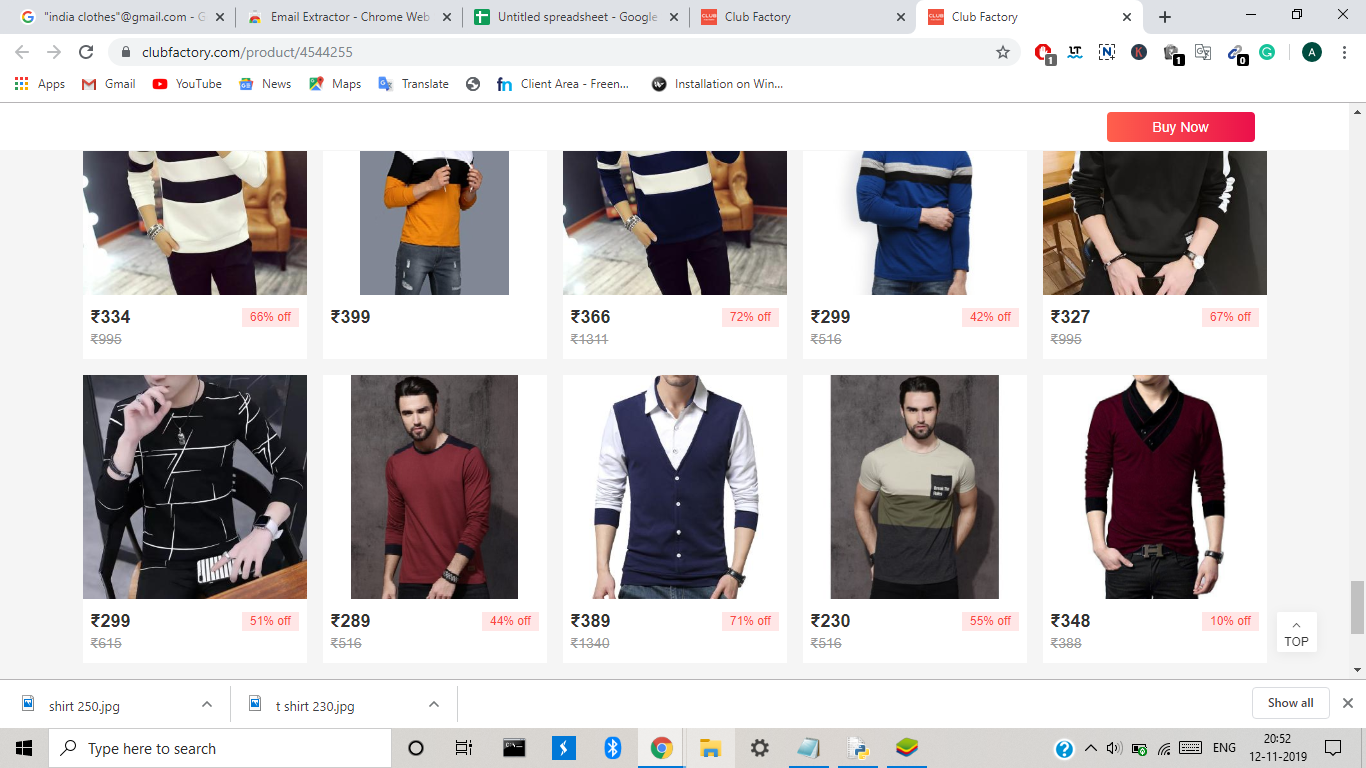 "india clothes"@gmail.com - G
Email Extractor - Chrome Web
Untitled spreadsheet - Google
Club Factory
Club Factory
clubfactory.com/product/4544255
Apps
Gmail
YouTube
News
Maps
Translate
Client Area - Freen...
Installation on Win...
Buy Now
₹334 66% off
₹995
₹399
₹366 72% off
₹1311
₹299 42% off
₹516
₹327 67% off
₹995
₹299 51% off
₹615
₹289 44% off
₹516
₹389 71% off
₹1340
₹230 55% off
₹516
₹348 10% off
₹388
TOP
shirt 250.jpg
t shirt 230.jpg
Show all
Type here to search
ENG
20:52
12-11-2019